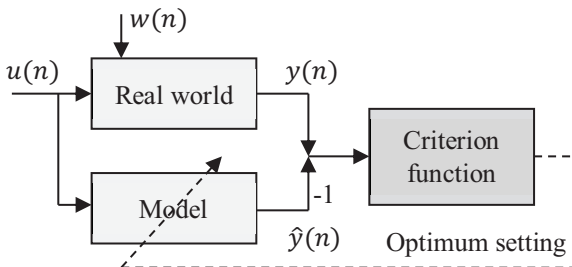 w(n)
u(n)
Real world
y(n)
Criterion
function
Model
-1
ŷ(n)
Optimum setting